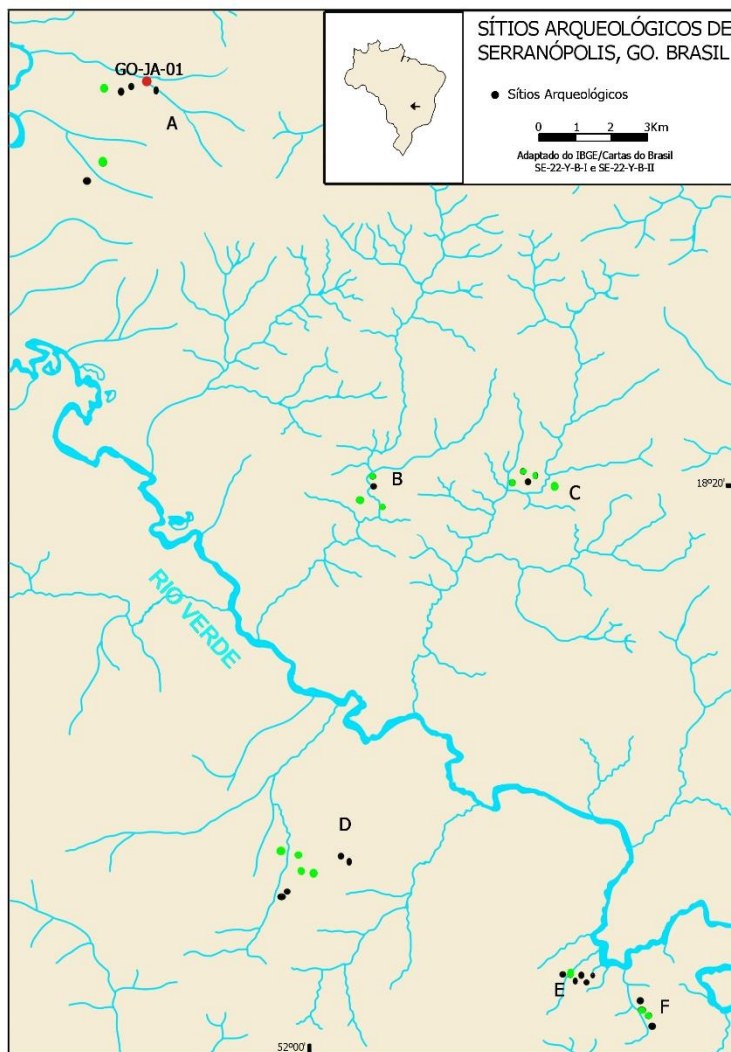 SÍTIOS ARQUEOLÓGICOS DE
SERRANÓPOLIS, GO. BRASIL
Sítios Arqueológicos
0 1 2 3Km
Adaptado do IBGE/Cartas do Brasil
SE-22-Y-B-I e SE-22-Y-B-II
GO-JA-01
A
B
C
18º20'
RIO VERDE
D
E
F
52º00'